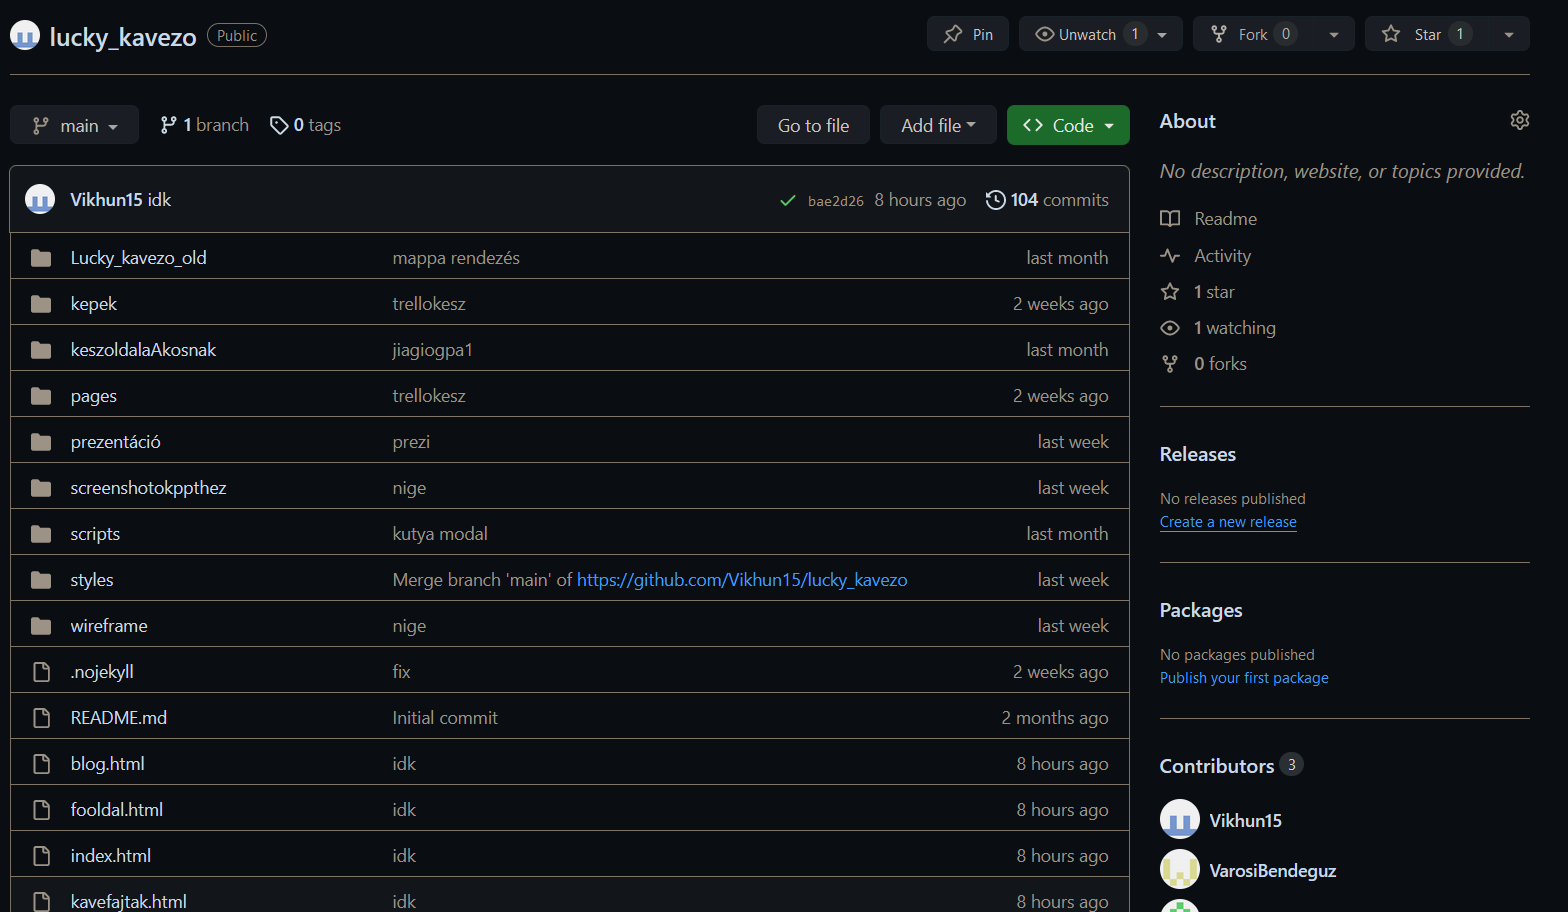 lucky_kavezo Public Pin Unwatch 1 Fork 0 Star 1
main 1 branch 0 tags Go to file Add file Code
Vikhun15 idk bae2d26 8 hours ago 104 commits
Lucky_kavezo_old mappa rendezés last month
kepek trellokesz 2 weeks ago
keszoldalaAkosnak jiagiogpa1 last month
pages trellokesz 2 weeks ago
prezentáció prezi last week
screenshotokppthez nige last week
scripts kutya modal last month
styles Merge branch 'main' of https://github.com/Vikhun15/lucky_kavezo last week
wireframe nige last week
.nojekyll fix 2 weeks ago
README.md Initial commit 2 months ago
blog.html idk 8 hours ago
fooldal.html idk 8 hours ago
index.html idk 8 hours ago
kavefajtak.html idk 8 hours ago
About
No description, website, or topics provided.
Readme
Activity
1 star
1 watching
0 forks
Releases
No releases published
Create a new release
Packages
No packages published
Publish your first package
Contributors 3
Vikhun15
VarosiBendeguz